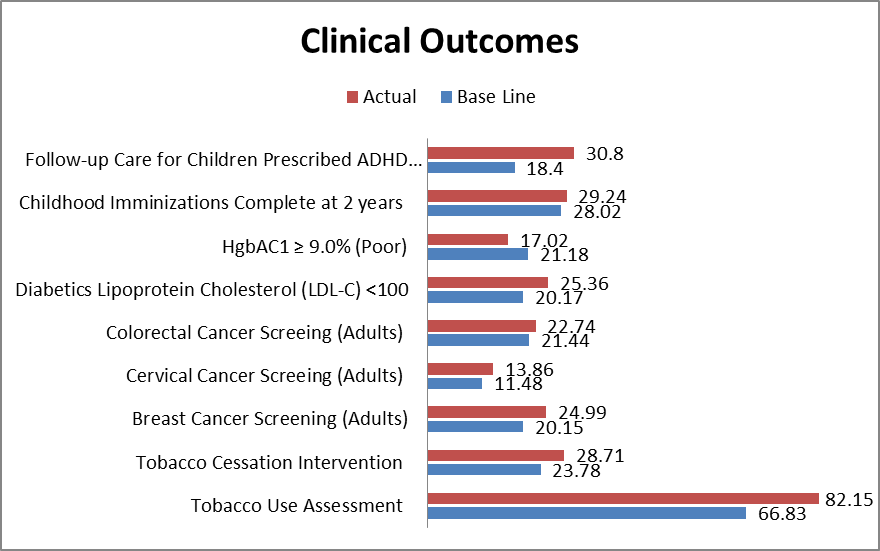 Clinical Outcomes
Actual Base Line
Follow-up Care for Children Prescribed ADHD... 30.8
18.4
Childhood Imminizations Complete at 2 years 29.24
28.02
HgbAC1 ≥ 9.0% (Poor) 17.02
21.18
Diabetics Lipoprotein Cholesterol (LDL-C) <100 25.36
20.17
Colorectal Cancer Screeing (Adults) 22.74
21.44
Cervical Cancer Screeing (Adults) 13.86
11.48
Breast Cancer Screening (Adults) 24.99
20.15
Tobacco Cessation Intervention 28.71
23.78
Tobacco Use Assessment 82.15
66.83